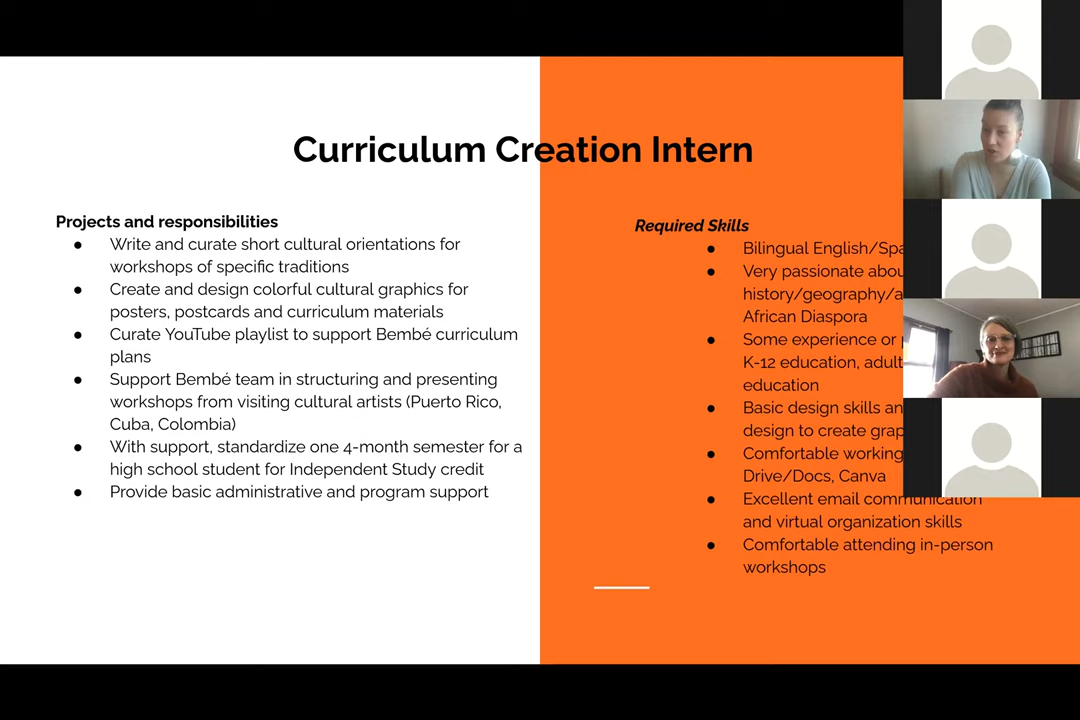 Curriculum Creation Intern
Projects and responsibilities
● Write and curate short cultural orientations for
workshops of specific traditions
● Create and design colorful cultural graphics for
posters, postcards and curriculum materials
● Curate YouTube playlist to support Bembé curriculum
plans
● Support Bembé team in structuring and presenting
workshops from visiting cultural artists (Puerto Rico,
Cuba, Colombia)
● With support, standardize one 4-month semester for a
high school student for Independent Study credit
● Provide basic administrative and program support
Required Skills
● Bilingual English/
● Very passionate
history/geography/
African Diaspora
● Some experience or
K-12 education, adult
education
● Basic design skills
design to create
● Comfortable working
Drive/Docs, Canva
● Excellent email communication
and virtual organization skills
● Comfortable attending in-person
workshops